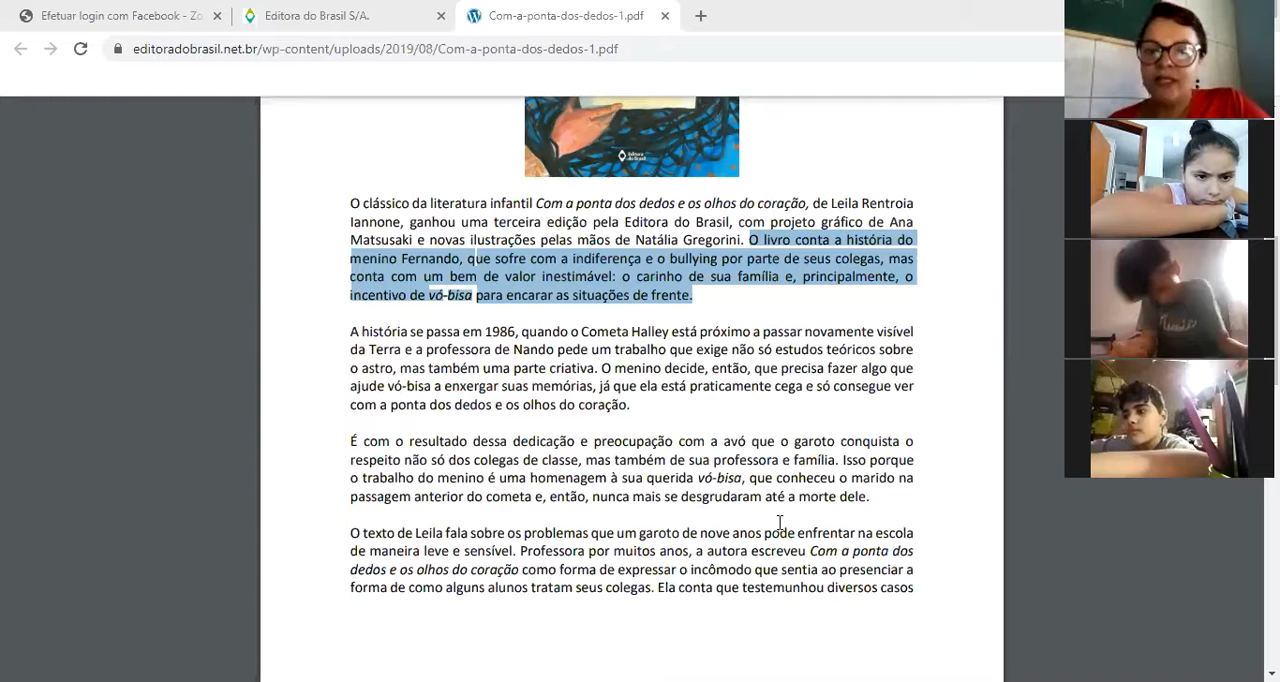 Efetuar login com Facebook - Zo
Editora do Brasil S/A.
Com-a-ponta-dos-dedos-1.pdf
editoradobrasil.net.br/wp-content/uploads/2019/08/Com-a-ponta-dos-dedos-1.pdf
Editora do Brasil
O clássico da literatura infantil Com a ponta dos dedos e os olhos do coração, de Leila Rentroia
Iannone, ganhou uma terceira edição pela Editora do Brasil, com projeto gráfico de Ana
Matsusaki e novas ilustrações pelas mãos de Natália Gregorini. O livro conta a história do
menino Fernando, que sofre com a indiferença e o bullying por parte de seus colegas, mas
conta com um bem de valor inestimável: o carinho de sua família e, principalmente, o
incentivo de vó-bisa para encarar as situações de frente.
A história se passa em 1986, quando o Cometa Halley está próximo a passar novamente visível
da Terra e a professora de Nando pede um trabalho que exige não só estudos teóricos sobre
o astro, mas também uma parte criativa. O menino decide, então, que precisa fazer algo que
ajude vó-bisa a enxergar suas memórias, já que ela está praticamente cega e só consegue ver
com a ponta dos dedos e os olhos do coração.
É com o resultado dessa dedicação e preocupação com a avó que o garoto conquista o
respeito não só dos colegas de classe, mas também de sua professora e família. Isso porque
o trabalho do menino é uma homenagem à sua querida vó-bisa, que conheceu o marido na
passagem anterior do cometa e, então, nunca mais se desgrudaram até a morte dele.
O texto de Leila fala sobre os problemas que um garoto de nove anos pode enfrentar na escola
de maneira leve e sensível. Professora por muitos anos, a autora escreveu Com a ponta dos
dedos e os olhos do coração como forma de expressar o incômodo que sentia ao presenciar a
forma de como alguns alunos tratam seus colegas. Ela conta que testemunhou diversos casos